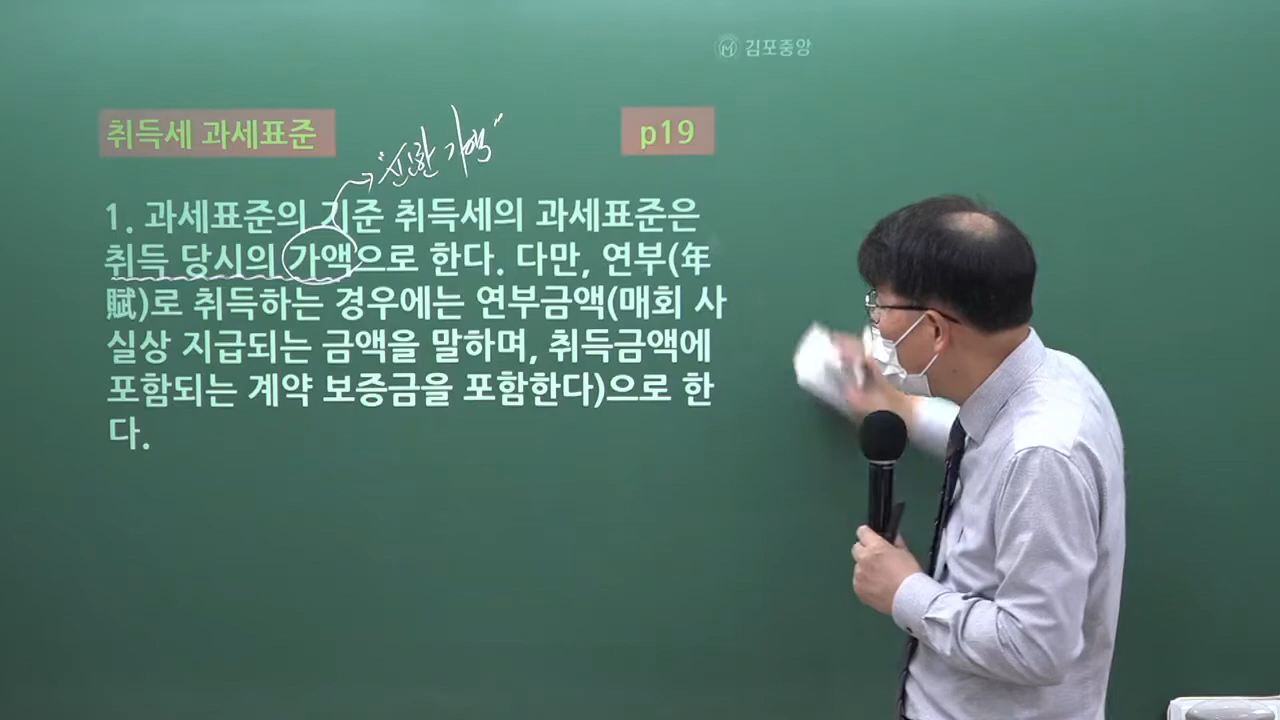 김포중앙
취득세 과세표준
p19
"신고한 가액"
1. 과세표준의 기준 취득세의 과세표준은
취득 당시의 가액으로 한다. 다만, 연부(年
賦)로 취득하는 경우에는 연부금액(매회 사
실상 지급되는 금액을 말하며, 취득금액에
포함되는 계약 보증금을 포함한다)으로 한
다.